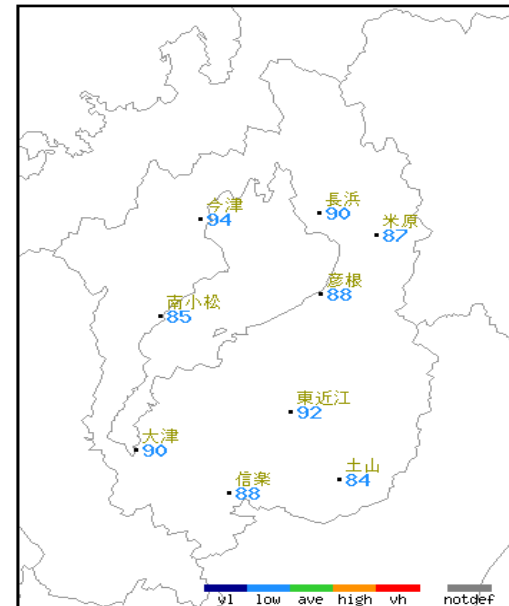 今津
94
長浜
90
米原
87
彦根
88
南小松
85
東近江
92
大津
90
信楽
88
土山
84
vl low ave high vh notdef